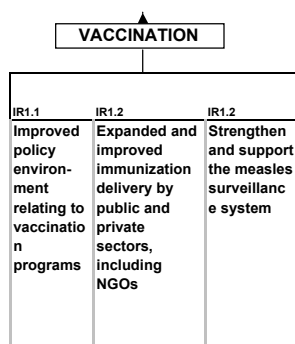 VACCINATION
IR1.1
Improved
policy
environ-
ment
relating to
vaccinatio
n
programs
IR1.2
Expanded and
improved
immunization
delivery by
public and
private
sectors,
including
NGOs
IR1.2
Strengthen
and support
the measles
surveillanc
e system